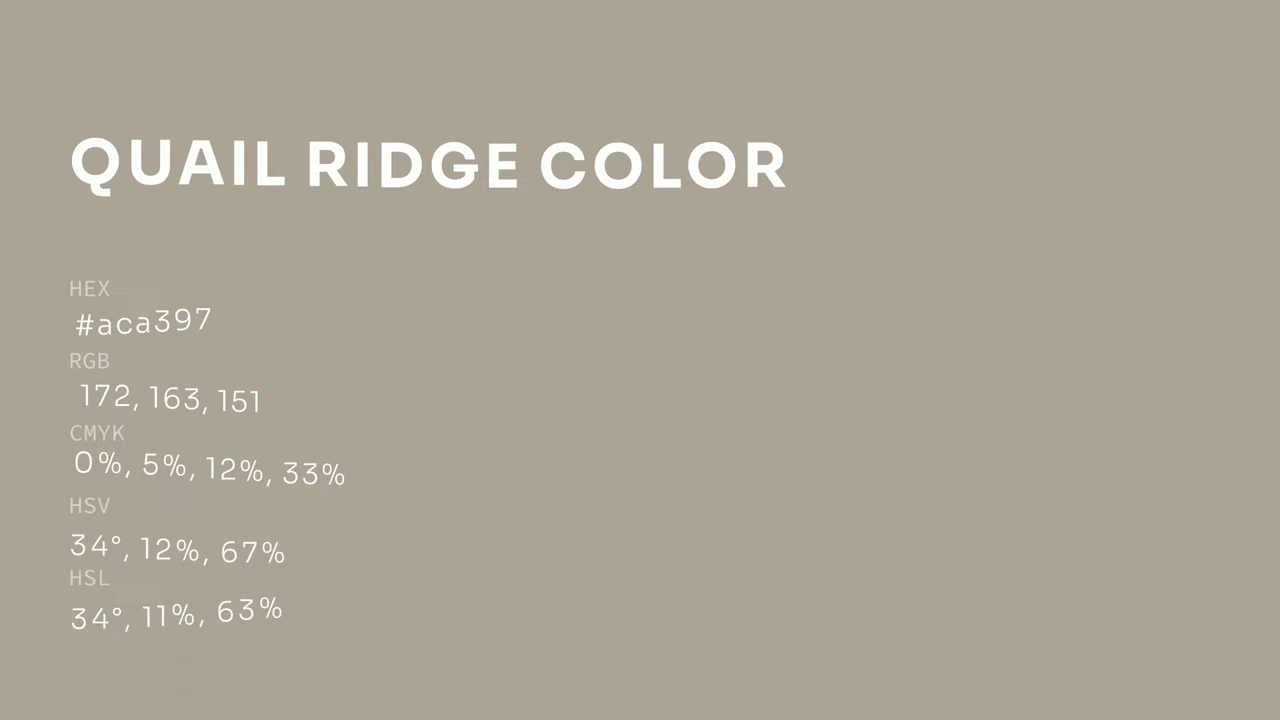 QUAIL RIDGE COLOR
HEX
#aca397
RGB
172, 163, 151
CMYK
0%, 5%, 12%, 33%
HSV
34°, 12%, 67%
HSL
34°, 11%, 63%